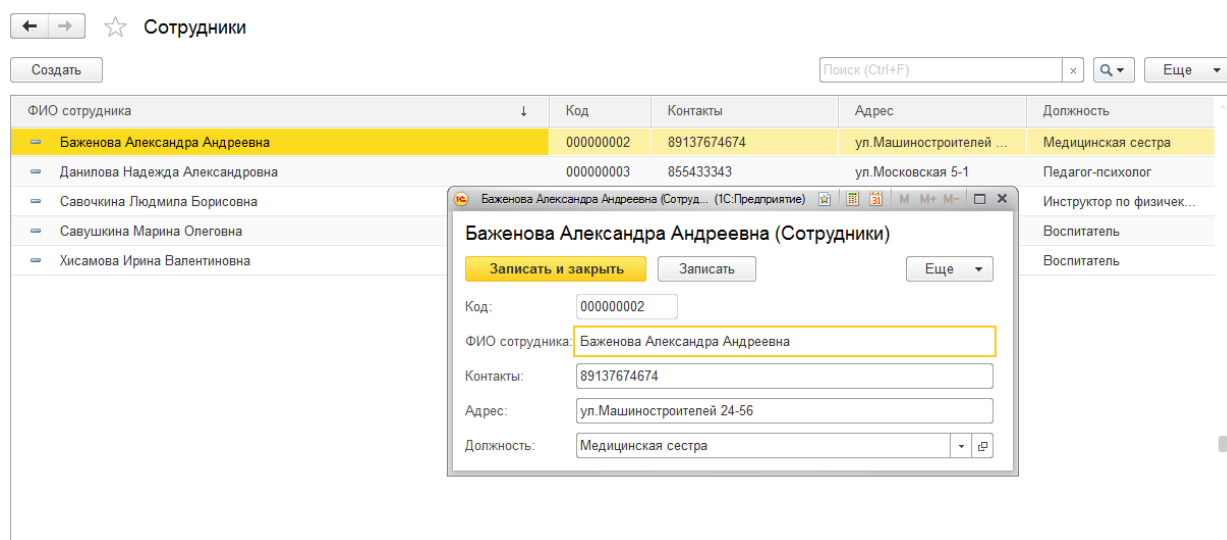 Сотрудники
Создать
Поиск (Ctrl+F)
Еще
ФИО сотрудника Код Контакты Адрес Должность
Баженова Александра Андреевна 000000002 89137674674 ул.Машиностроителей ... Медицинская сестра
Данилова Надежда Александровна 000000003 855433343 ул.Московская 5-1 Педагог-психолог
Савочкина Людмила Борисовна Инструктор по физичек...
Савушкина Марина Олеговна Воспитатель
Хисамова Ирина Валентиновна Воспитатель
Баженова Александра Андреевна (Сотруд... (1С:Предприятие) 31 M M+ M-
Баженова Александра Андреевна (Сотрудники)
Записать и закрыть Записать Еще
Код: 000000002
ФИО сотрудника: Баженова Александра Андреевна
Контакты: 89137674674
Адрес: ул.Машиностроителей 24-56
Должность: Медицинская сестра